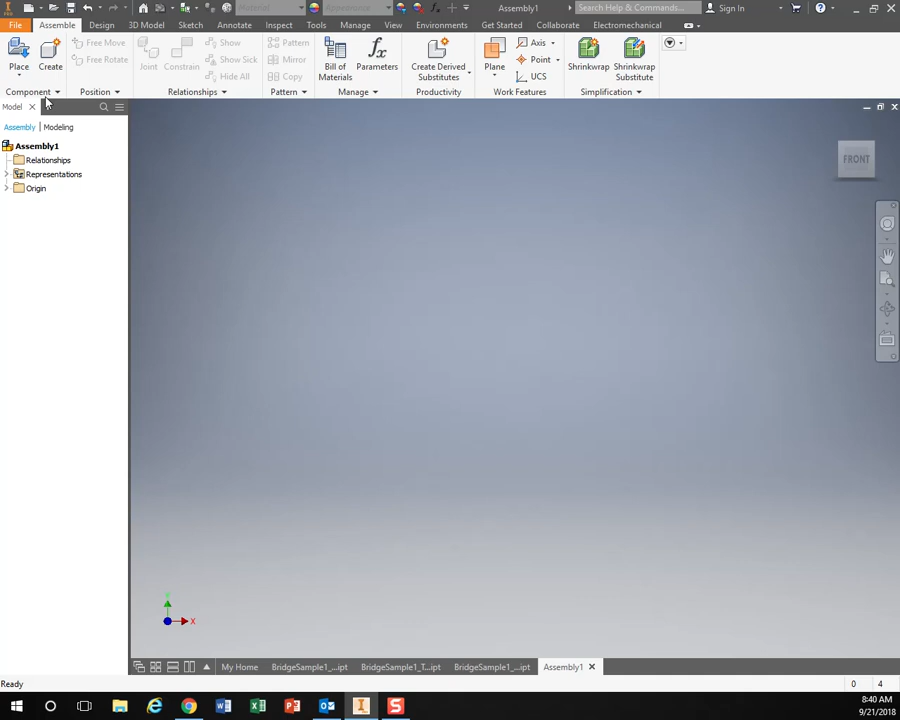 Material
Appearance
Assembly1
Search Help & Commands...
Sign In
File
Assemble
Design
3D Model
Sketch
Annotate
Inspect
Tools
Manage
View
Environments
Get Started
Collaborate
Electromechanical
Place
Create
Free Move
Free Rotate
Joint
Constrain
Show
Show Sick
Hide All
Pattern
Mirror
Copy
Bill of
Materials
Parameters
Create Derived
Substitutes
Plane
Axis
Point
UCS
Shrinkwrap
Shrinkwrap
Substitute
Component
Position
Relationships
Pattern
Manage
Productivity
Work Features
Simplification
Model
Assembly
Modeling
Assembly1
Relationships
Representations
Origin
FRONT
X
My Home
BridgeSample1_...ipt
BridgeSample1_T...ipt
BridgeSample1_...ipt
Assembly1
Ready
0
4
8:40 AM
9/21/2018